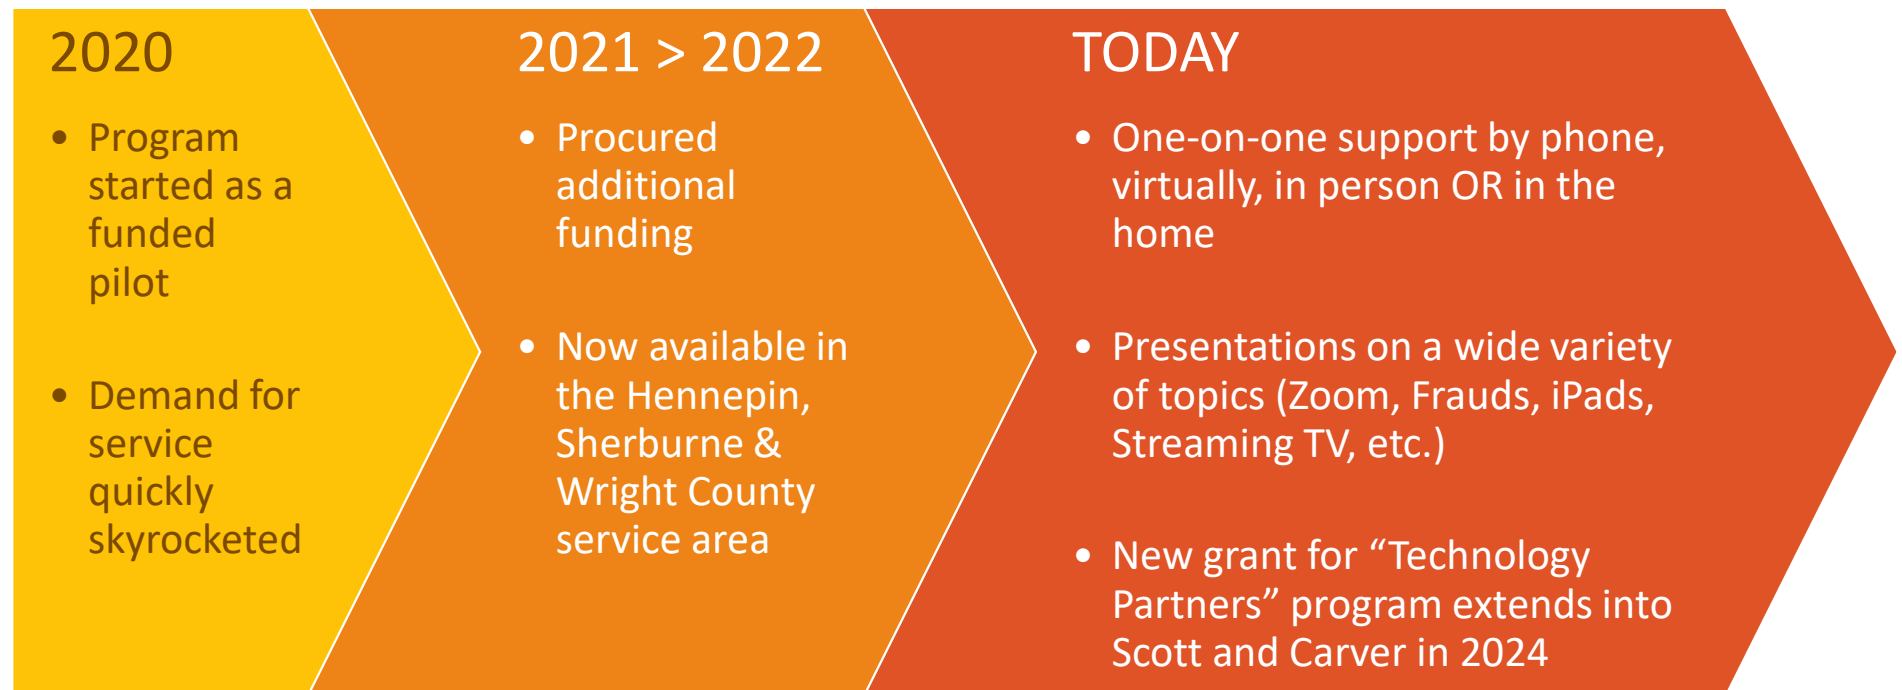 2020
• Program
started as a
funded
pilot
• Demand for
service
quickly
skyrocketed
2021 > 2022
• Procured
additional
funding
• Now available in
the Hennepin,
Sherburne &
Wright County
service area
TODAY
• One-on-one support by phone,
virtually, in person OR in the
home
• Presentations on a wide variety
of topics (Zoom, Frauds, iPads,
Streaming TV, etc.)
• New grant for “Technology
Partners” program extends into
Scott and Carver in 2024